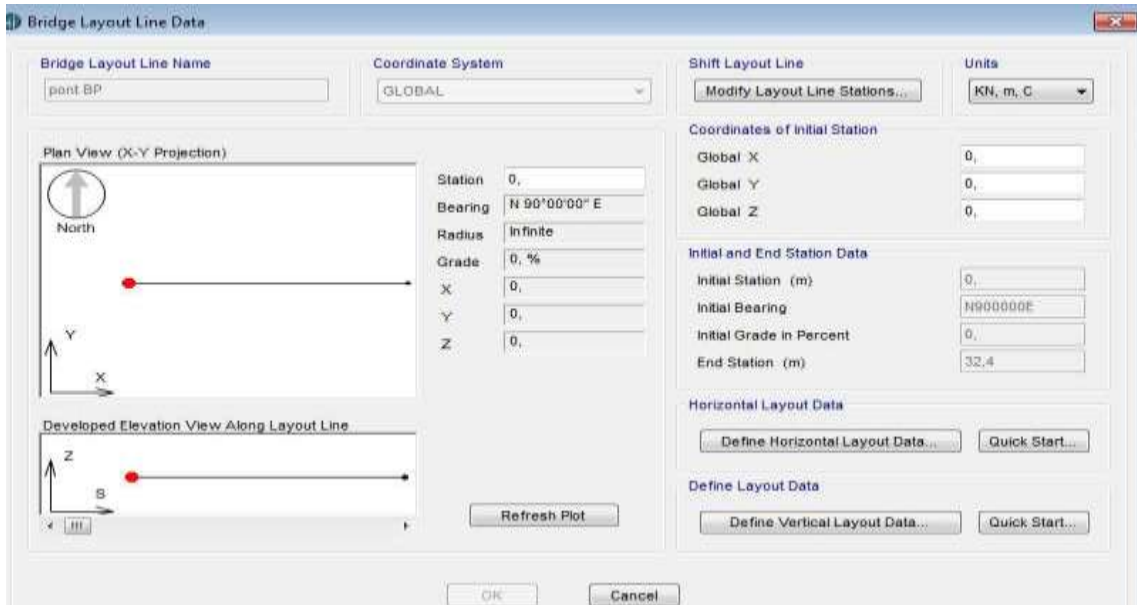 Bridge Layout Line Data
Bridge Layout Line Name
pont BP
Coordinate System
GLOBAL
Shift Layout Line
Modify Layout Line Stations...
Units
KN, m, C
Plan View (X-Y Projection)
North
Y
X
Station 0,
Bearing N 90°00'00" E
Radius Infinite
Grade 0, %
X 0,
Y 0,
Z 0,
Developed Elevation View Along Layout Line
Z
S
Refresh Plot
Coordinates of Initial Station
Global X 0,
Global Y 0,
Global Z 0,
Initial and End Station Data
Initial Station (m) 0,
Initial Bearing N900000E
Initial Grade in Percent 0,
End Station (m) 32,4
Horizontal Layout Data
Define Horizontal Layout Data... Quick Start...
Define Layout Data
Define Vertical Layout Data... Quick Start...
OK Cancel